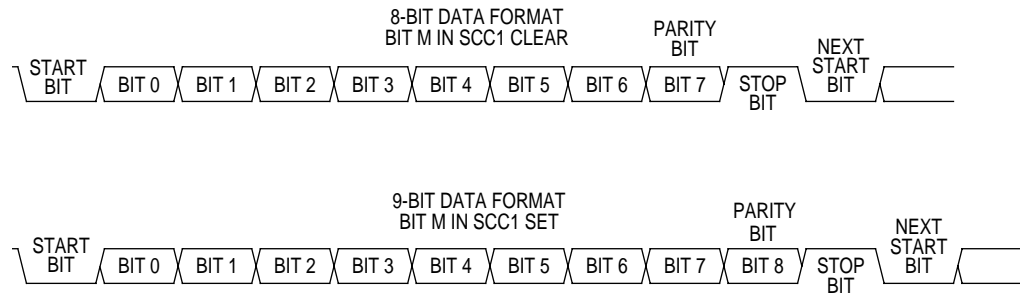 8-BIT DATA FORMAT
BIT M IN SCC1 CLEAR
PARITY
BIT
NEXT
START
BIT
START
BIT
BIT 0
BIT 1
BIT 2
BIT 3
BIT 4
BIT 5
BIT 6
BIT 7
STOP
BIT
9-BIT DATA FORMAT
BIT M IN SCC1 SET
PARITY
BIT
NEXT
START
BIT
START
BIT
BIT 0
BIT 1
BIT 2
BIT 3
BIT 4
BIT 5
BIT 6
BIT 7
BIT 8
STOP
BIT